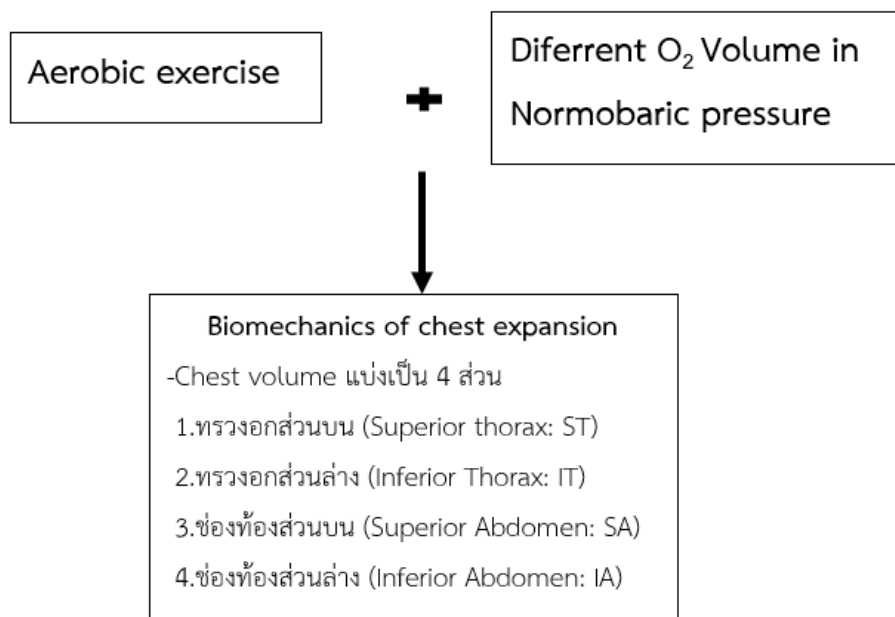 Aerobic exercise
Diferrent O₂ Volume in
Normobaric pressure
Biomechanics of chest expansion
-Chest volume แบ่งเป็น 4 ส่วน
1.ทรวงอกส่วนบน (Superior thorax: ST)
2.ทรวงอกส่วนล่าง (Inferior Thorax: IT)
3.ช่องท้องส่วนบน (Superior Abdomen: SA)
4.ช่องท้องส่วนล่าง (Inferior Abdomen: IA)